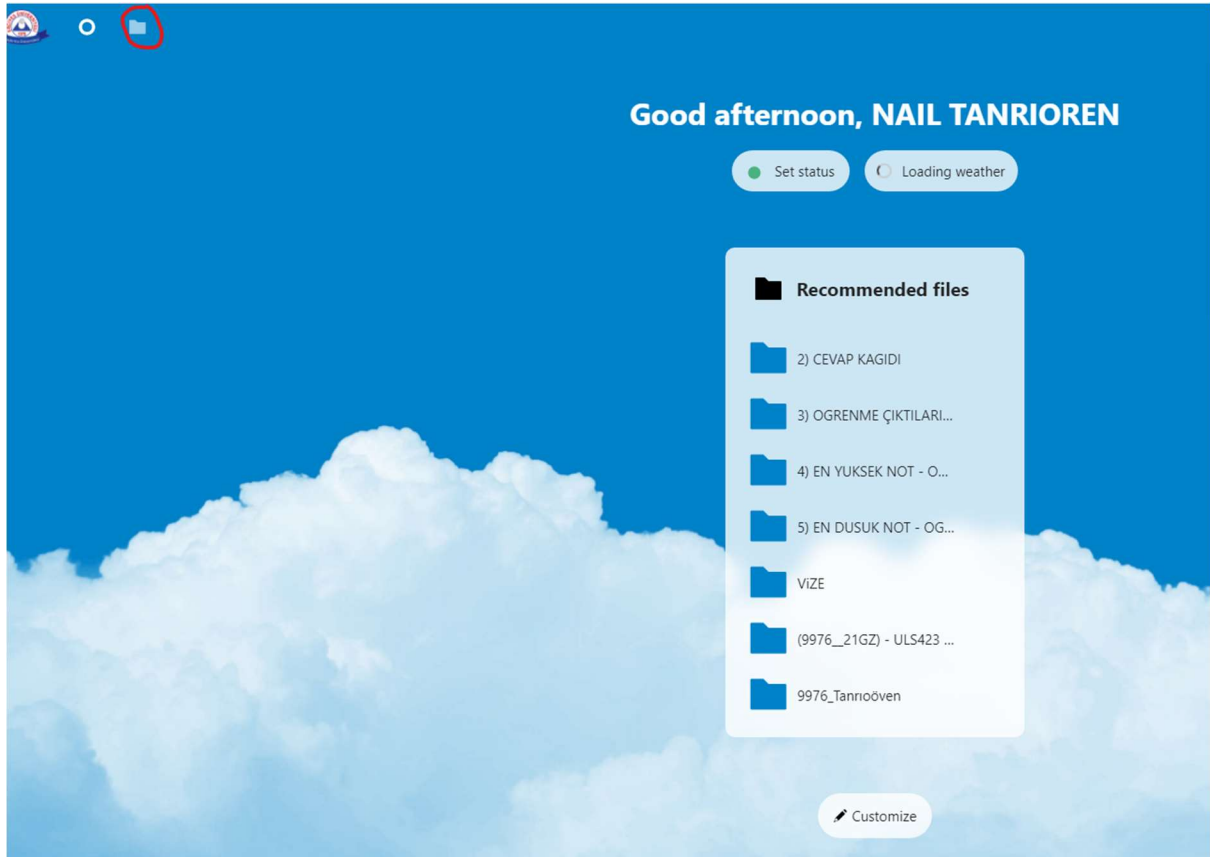 Good afternoon, NAIL TANRIOREN
Set status
Loading weather
Recommended files
2) CEVAP KAGIDI
3) OGRENME ÇIKTILARI...
4) EN YUKSEK NOT - O...
5) EN DUSUK NOT - OG...
ViZE
(9976__21GZ) - ULS423 ...
9976_Tanrıoöven
Customize